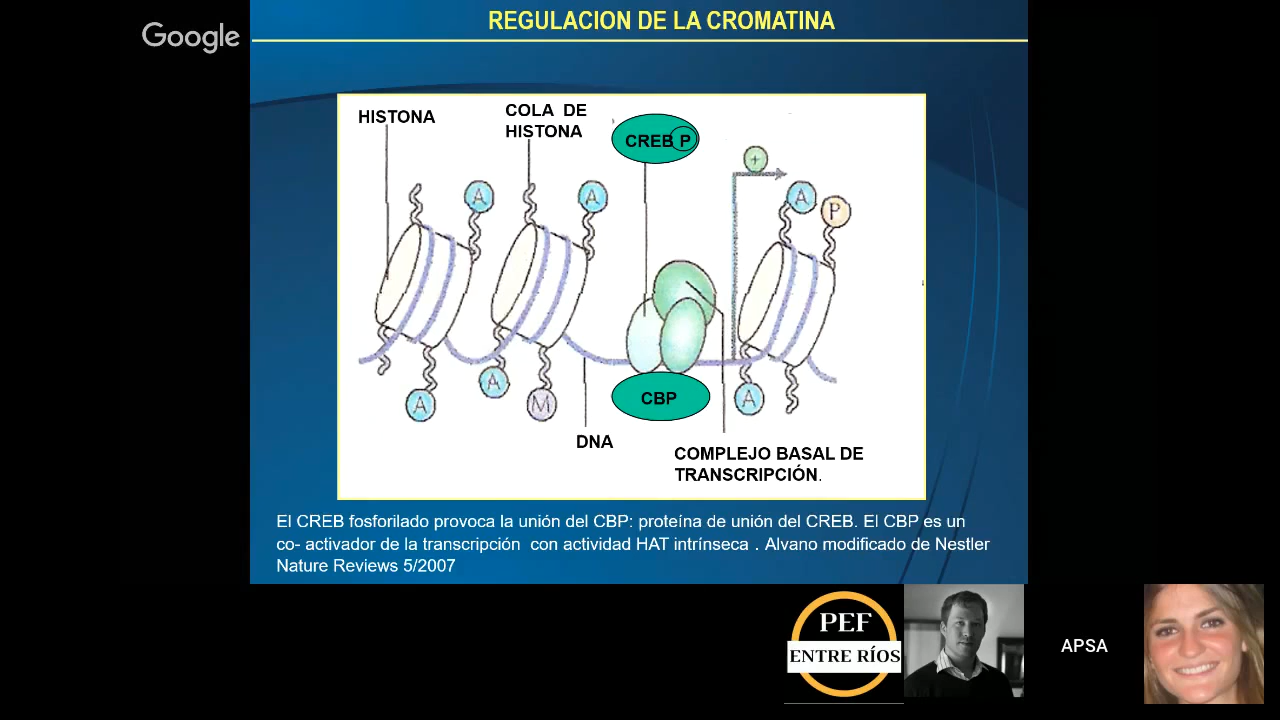 REGULACION DE LA CROMATINA
Google
HISTONA
COLA DE
HISTONA
CREB P
+
A
A
A
P
A
A
M
A
CBP
DNA
COMPLEJO BASAL DE
TRANSCRIPCIÓN.
El CREB fosforilado provoca la unión del CBP: proteína de unión del CREB. El CBP es un
co- activador de la transcripción con actividad HAT intrínseca . Alvano modificado de Nestler
Nature Reviews 5/2007
PEF
ENTRE RÍOS
APSA